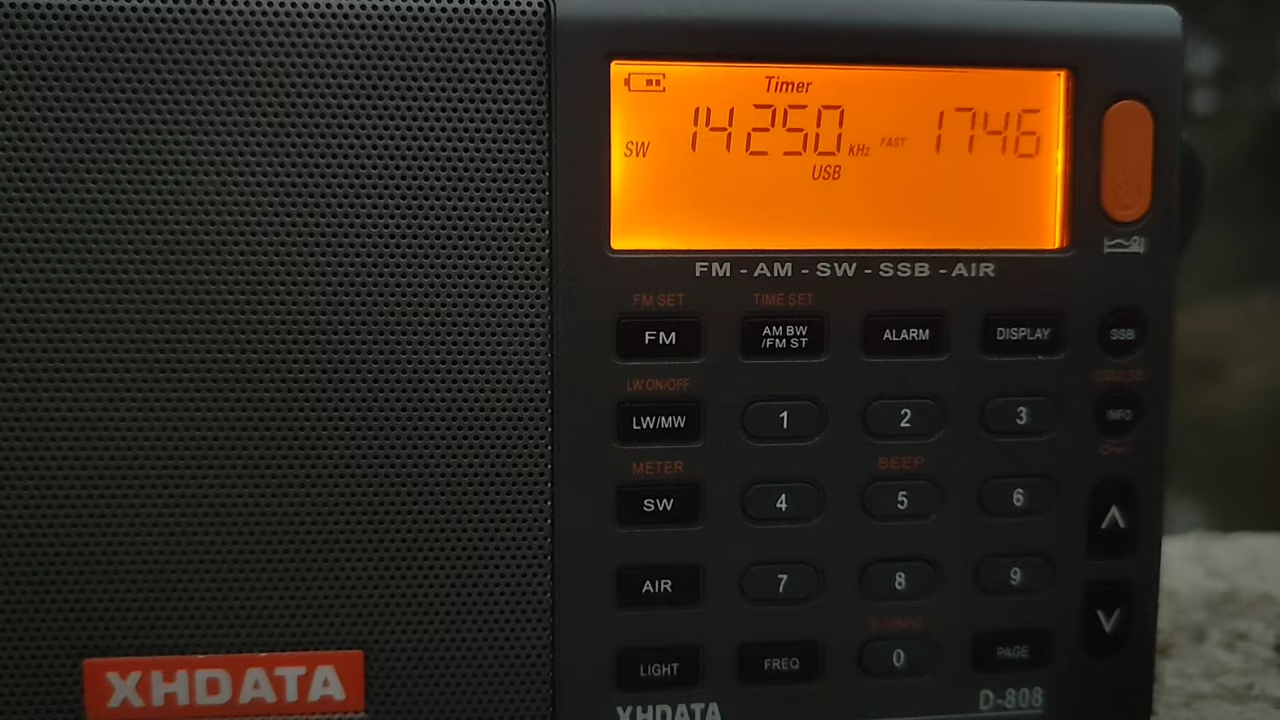 Timer
SW 14250 KHz FAST 1746
USB
FM - AM - SW - SSB - AIR
FM SET TIME SET
FM AM BW /FM ST ALARM DISPLAY SSB
LW ON/OFF
LW/MW 1 2 3 INFO
METER BEEP
SW 4 5 6
AIR 7 8 9
LIGHT FREQ 0 PAGE
XHDATA
XHDATA D-808